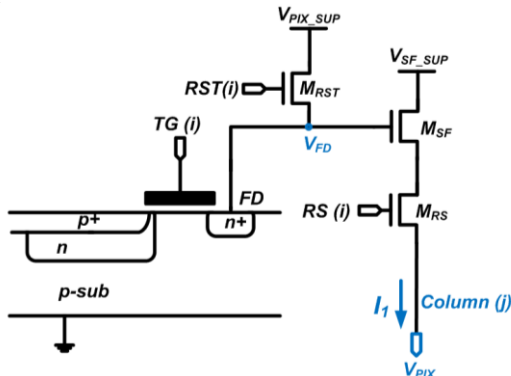 V_PIX_SUP
V_SF_SUP
RST(i)
M_RST
TG (i)
M_SF
V_FD
FD
RS (i)
M_RS
p+
n+
n
p-sub
I_1
Column (j)
V_PIX